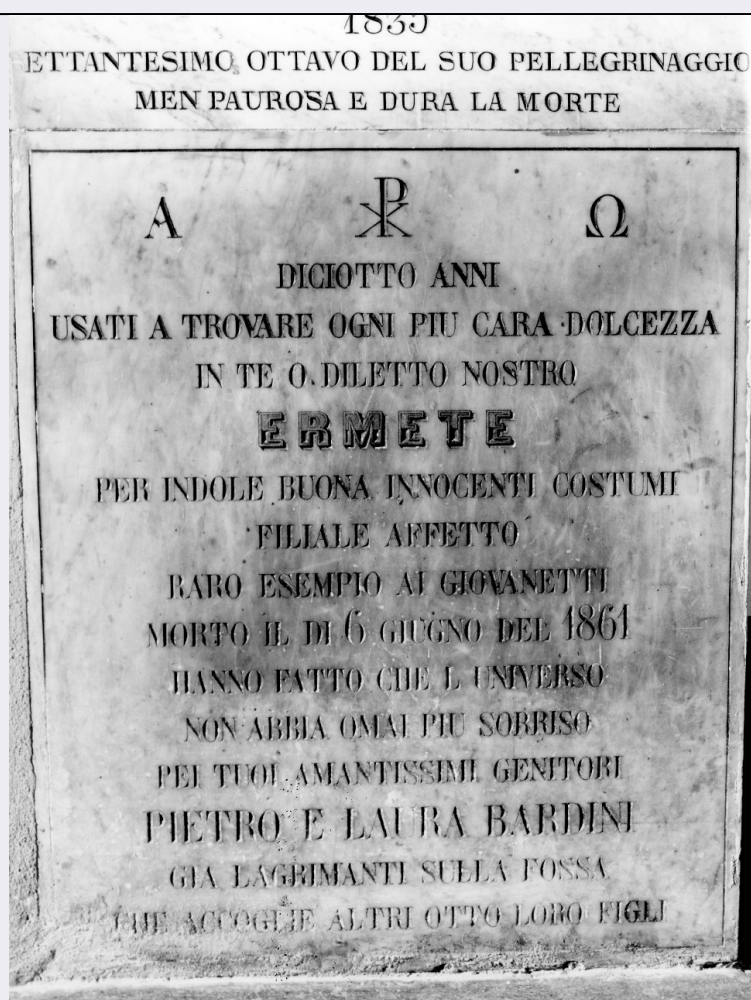 1835
ETTANTESIMO OTTAVO DEL SUO PELLEGRINAGGIO
MEN PAUROSA E DURA LA MORTE
A ☧ Ω
DICIOTTO ANNI
USATI A TROVARE OGNI PIU CARA DOLCEZZA
IN TE O DILETTO NOSTRO
ERMETE
PER INDOLE BUONA INNOCENTI COSTUMI
FILIALE AFFETTO
RARO ESEMPIO AI GIOVANETTI
MORTO IL DI 6 GIUGNO DEL 1861
HANNO FATTO CHE L UNIVERSO
NON ABBIA OMAI PIU SORRISO
PEI TUOI AMANTISSIMI GENITORI
PIETRO E LAURA BARDINI
GIA LAGRIMANTI SULLA FOSSA
CHE ACCOGLIE ALTRI OTTO LORO FIGLI